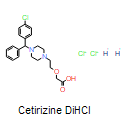 Cl
Cl⁻ Cl⁻ H H
N
N
O
O
OH
Cetirizine DiHCl